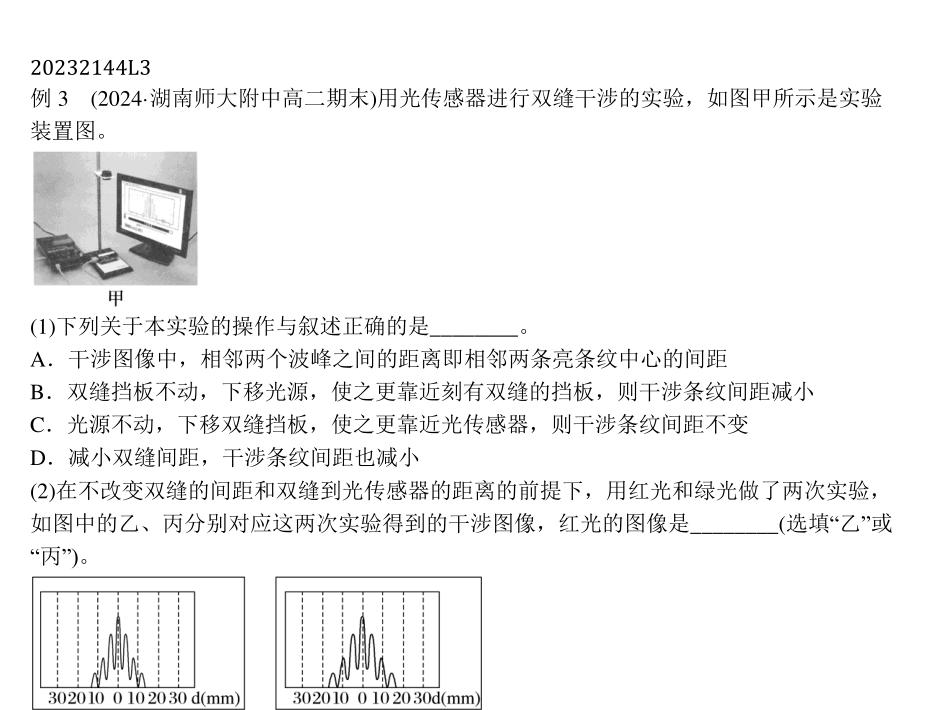 20232144L3
例 3　(2024·湖南师大附中高二期末)用光传感器进行双缝干涉的实验，如图甲所示是实验
装置图。
甲
(1)下列关于本实验的操作与叙述正确的是________。
A．干涉图像中，相邻两个波峰之间的距离即相邻两条亮条纹中心的间距
B．双缝挡板不动，下移光源，使之更靠近刻有双缝的挡板，则干涉条纹间距减小
C．光源不动，下移双缝挡板，使之更靠近光传感器，则干涉条纹间距不变
D．减小双缝间距，干涉条纹间距也减小
(2)在不改变双缝的间距和双缝到光传感器的距离的前提下，用红光和绿光做了两次实验，
如图中的乙、丙分别对应这两次实验得到的干涉图像，红光的图像是________(选填“乙”或
“丙”)。
302010 0 102030 d(mm)
302010 0 102030d(mm)